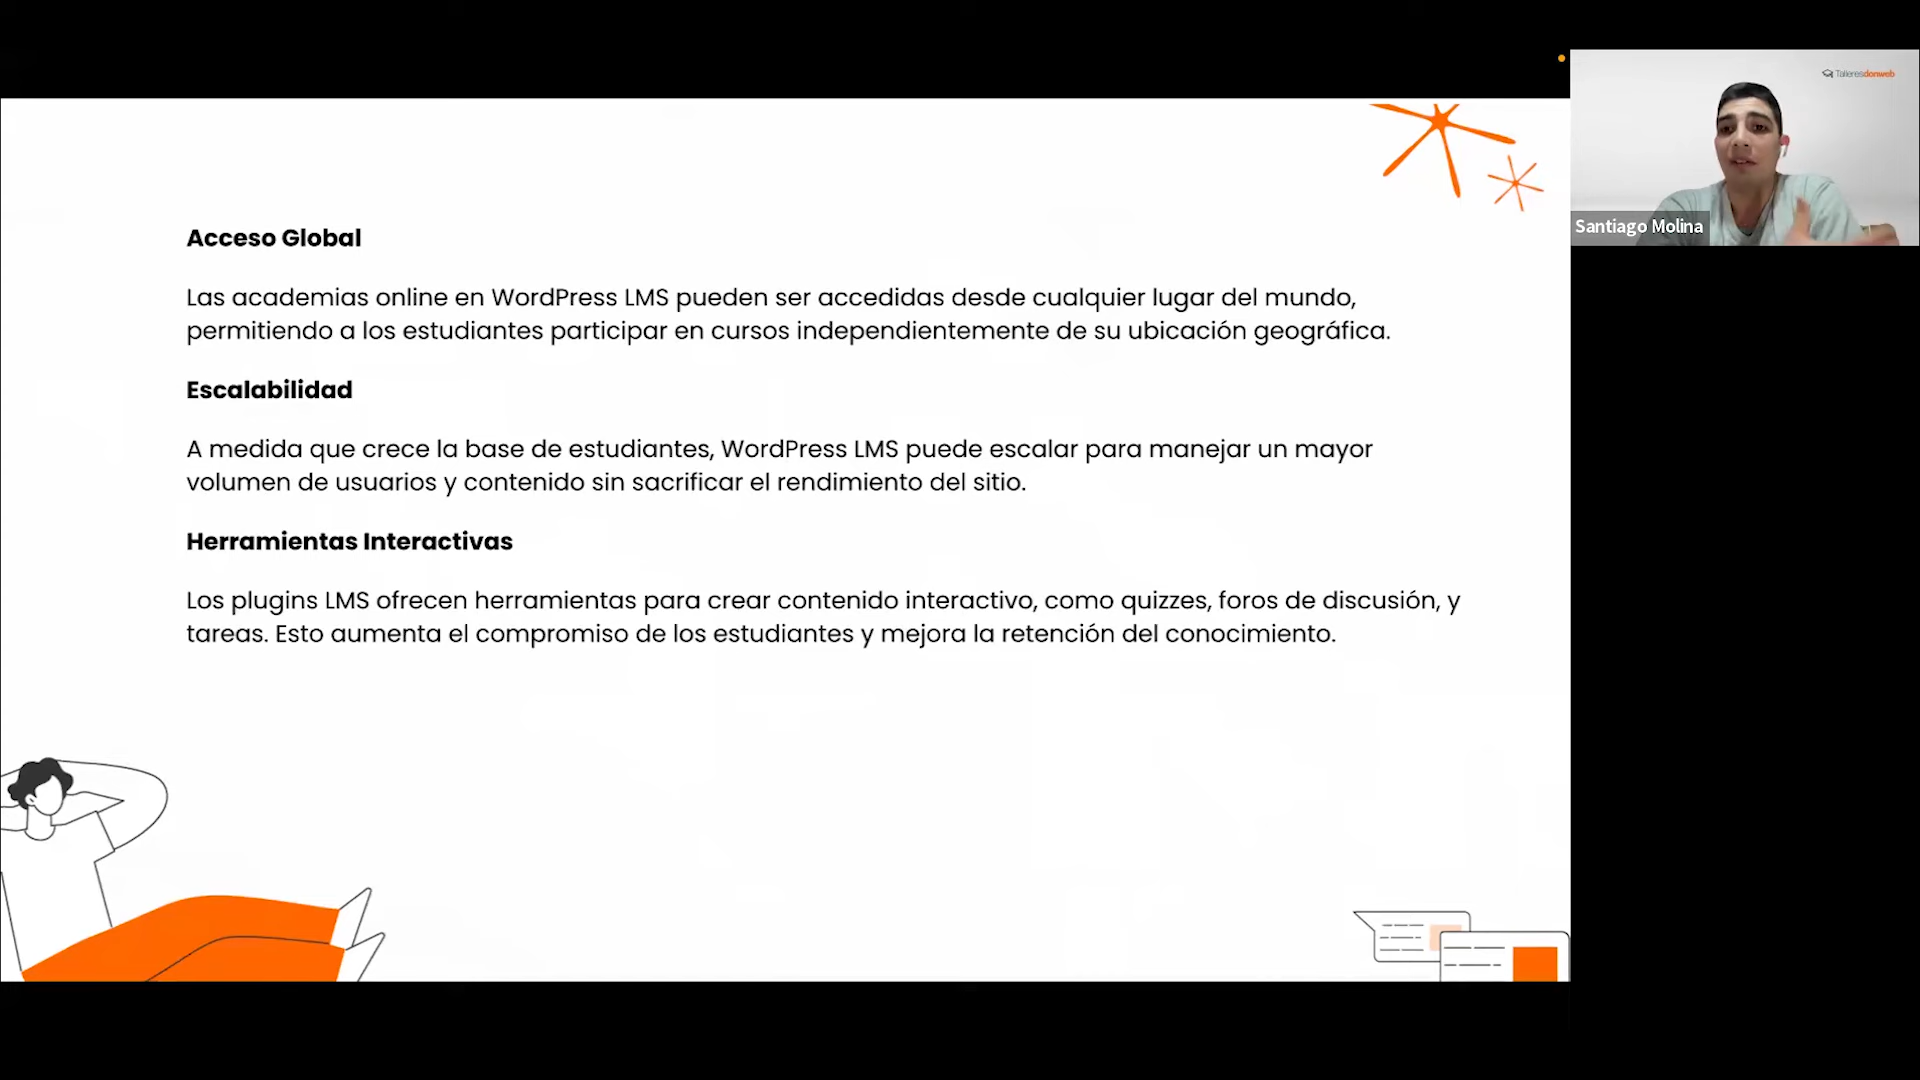 Talleresdonweb
Santiago Molina
Acceso Global
Las academias online en WordPress LMS pueden ser accedidas desde cualquier lugar del mundo,
permitiendo a los estudiantes participar en cursos independientemente de su ubicación geográfica.
Escalabilidad
A medida que crece la base de estudiantes, WordPress LMS puede escalar para manejar un mayor
volumen de usuarios y contenido sin sacrificar el rendimiento del sitio.
Herramientas Interactivas
Los plugins LMS ofrecen herramientas para crear contenido interactivo, como quizzes, foros de discusión, y
tareas. Esto aumenta el compromiso de los estudiantes y mejora la retención del conocimiento.